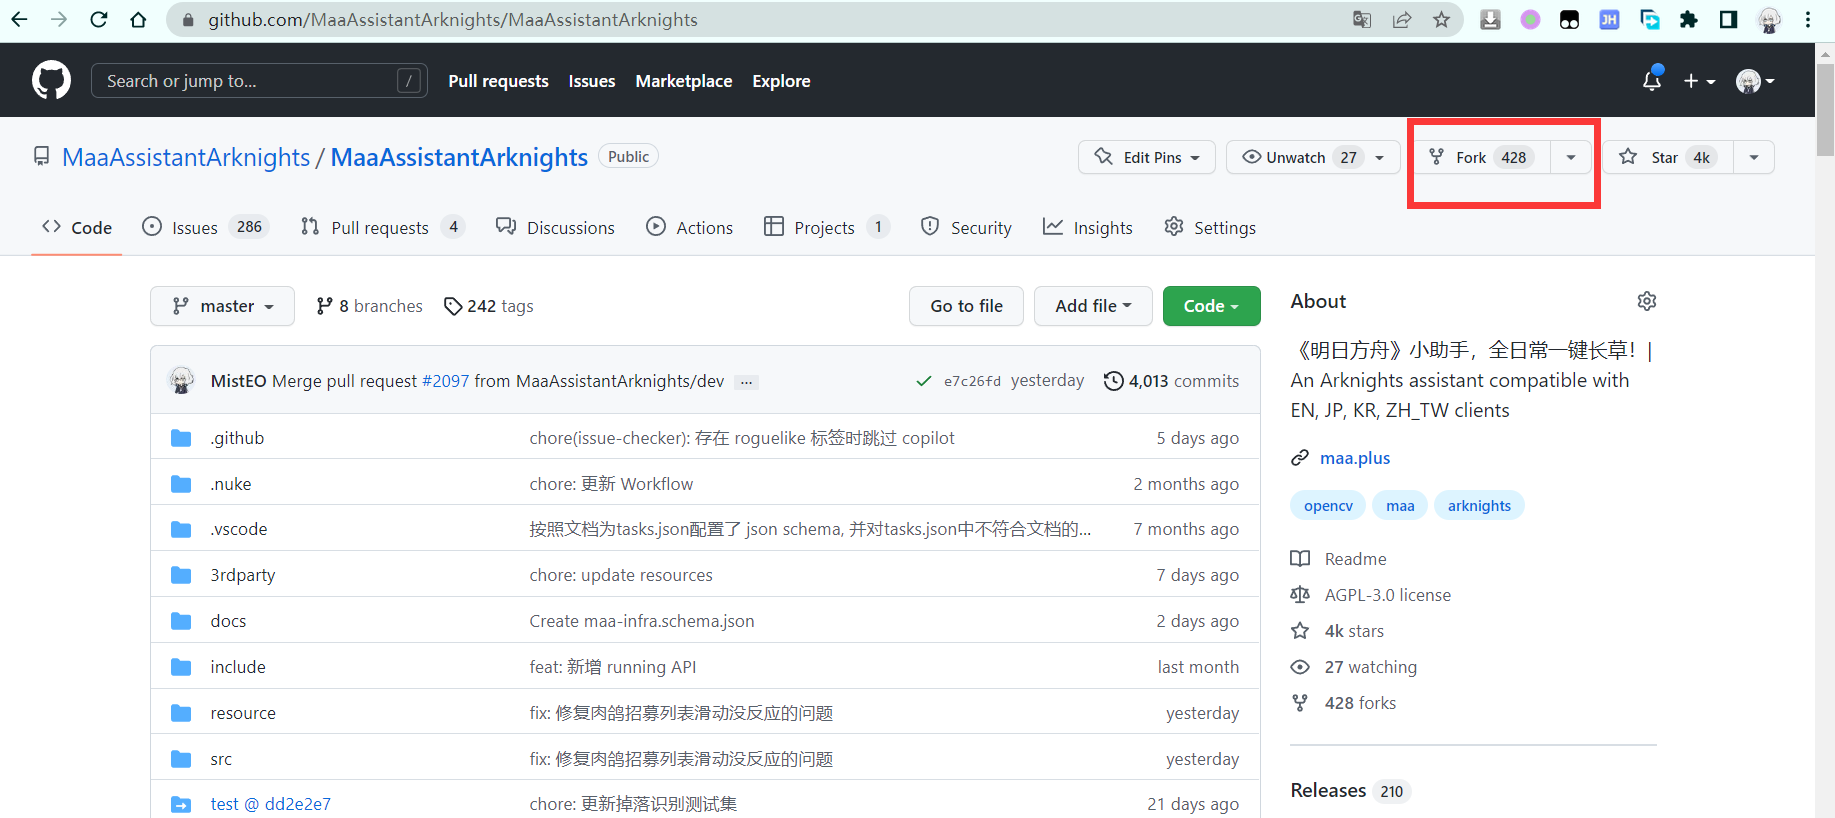 github.com/MaaAssistantArknights/MaaAssistantArknights
JH
Search or jump to... / Pull requests Issues Marketplace Explore
MaaAssistantArknights / MaaAssistantArknights Public Edit Pins Unwatch 27 Fork 428 Star 4k
Code Issues 286 Pull requests 4 Discussions Actions Projects 1 Security Insights Settings
master 8 branches 242 tags Go to file Add file Code
MistEO Merge pull request #2097 from MaaAssistantArknights/dev ... e7c26fd yesterday 4,013 commits
.github chore(issue-checker): 存在 roguelike 标签时跳过 copilot 5 days ago
.nuke chore: 更新 Workflow 2 months ago
.vscode 按照文档为tasks.json配置了 json schema, 并对tasks.json中不符合文档的... 7 months ago
3rdparty chore: update resources 7 days ago
docs Create maa-infra.schema.json 2 days ago
include feat: 新增 running API last month
resource fix: 修复肉鸽招募列表滑动没反应的问题 yesterday
src fix: 修复肉鸽招募列表滑动没反应的问题 yesterday
test @ dd2e2e7 chore: 更新掉落识别测试集 21 days ago
About
《明日方舟》小助手，全日常一键长草！|
An Arknights assistant compatible with
EN, JP, KR, ZH_TW clients
maa.plus
opencv maa arknights
Readme
AGPL-3.0 license
4k stars
27 watching
428 forks
Releases 210